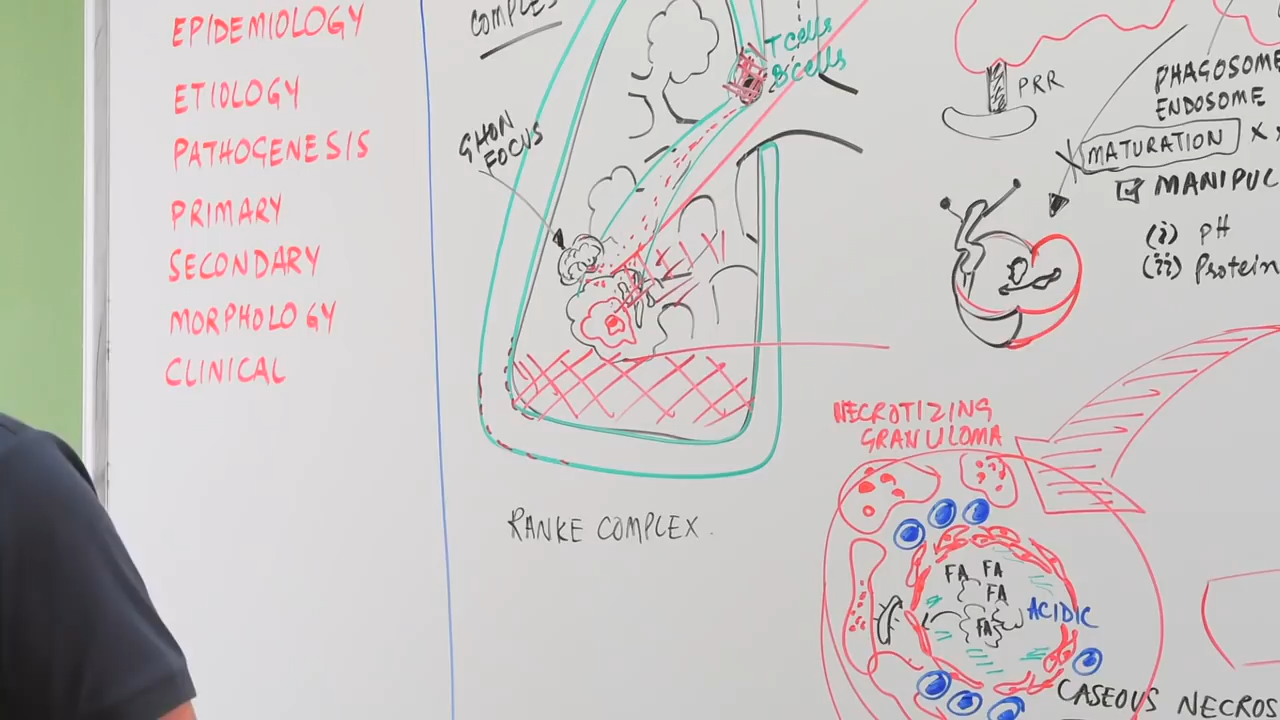 EPIDEMIOLOGY
ETIOLOGY
PATHOGENESIS
PRIMARY
SECONDARY
MORPHOLOGY
CLINICAL
COMPLEX
T cells
B cells
GHON
FOCUS
RANKE COMPLEX.
PRR
PHAGOSOME
ENDOSOME
MATURATION X X
MANIPUL
(i) PH
(ii) Protein
NECROTIZING
GRANULOMA
FA FA
FA
FA
ACIDIC
CASEOUS NECROS